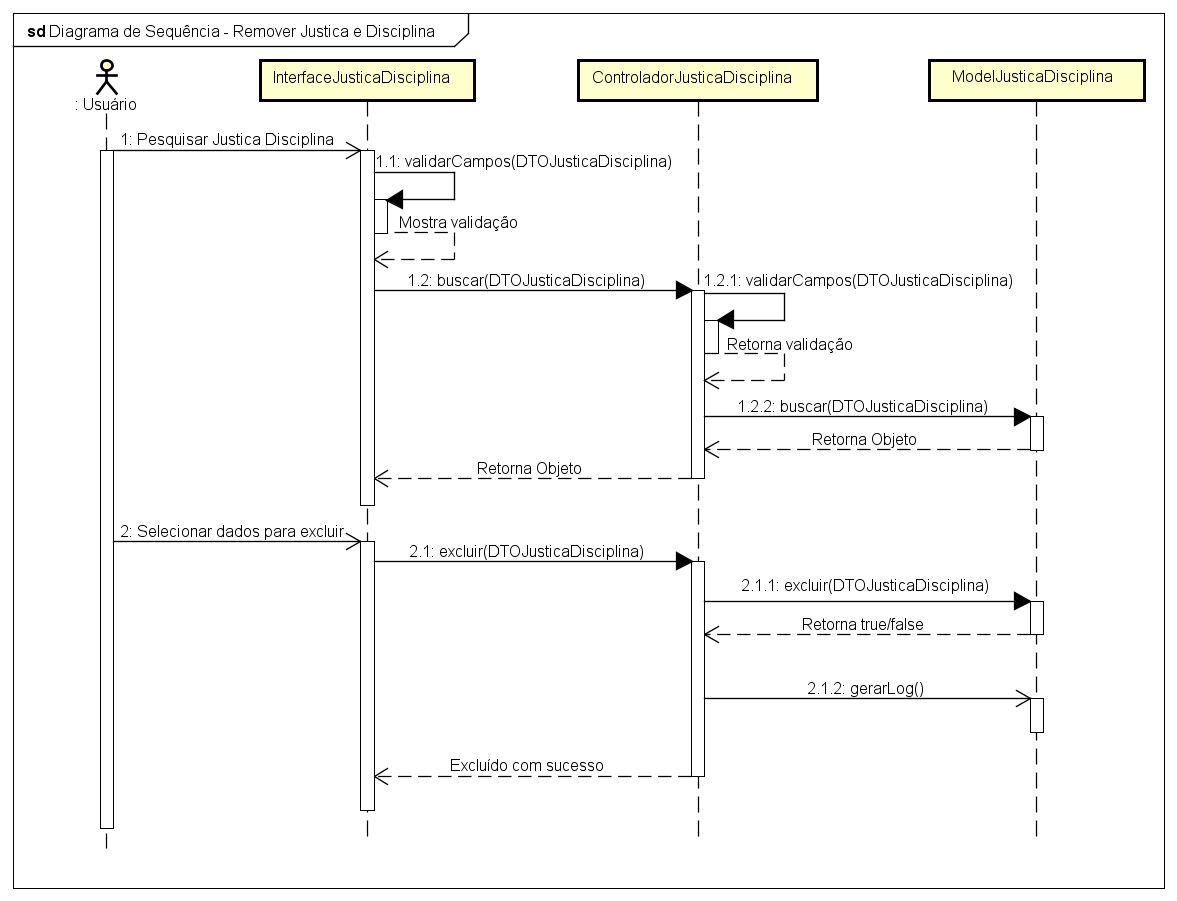 sd Diagrama de Sequência - Remover Justica e Disciplina
InterfaceJusticaDisciplina
ControladorJusticaDisciplina
ModelJusticaDisciplina
: Usuário
1: Pesquisar Justica Disciplina
1.1: validarCampos(DTOJusticaDisciplina)
Mostra validação
1.2: buscar(DTOJusticaDisciplina)
1.2.1: validarCampos(DTOJusticaDisciplina)
Retorna validação
1.2.2: buscar(DTOJusticaDisciplina)
Retorna Objeto
Retorna Objeto
2: Selecionar dados para excluir
2.1: excluir(DTOJusticaDisciplina)
2.1.1: excluir(DTOJusticaDisciplina)
Retorna true/false
2.1.2: gerarLog()
Excluído com sucesso